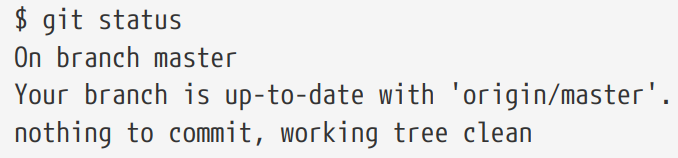 $ git status
On branch master
Your branch is up-to-date with 'origin/master'.
nothing to commit, working tree clean